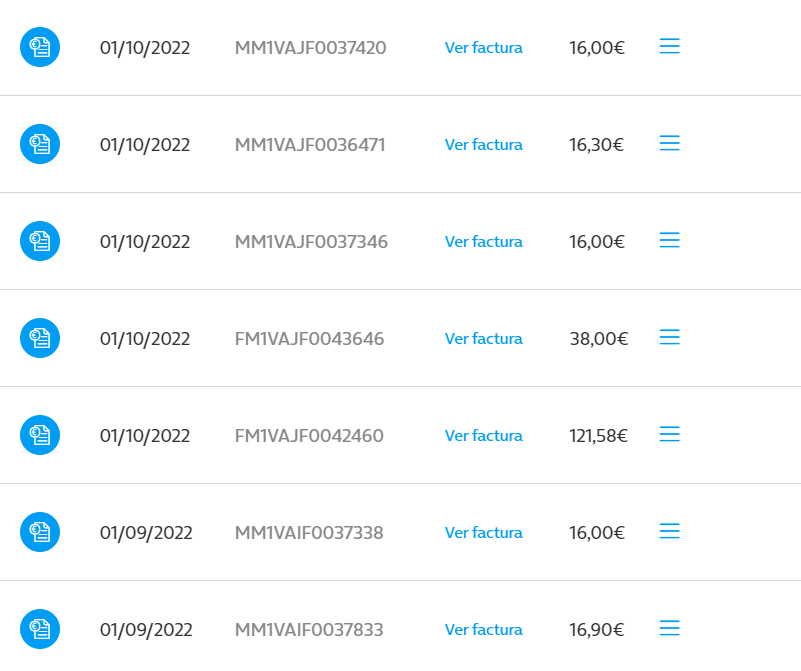 01/10/2022 MM1VAJF0037420 Ver factura 16,00€
01/10/2022 MM1VAJF0036471 Ver factura 16,30€
01/10/2022 MM1VAJF0037346 Ver factura 16,00€
01/10/2022 FM1VAJF0043646 Ver factura 38,00€
01/10/2022 FM1VAJF0042460 Ver factura 121,58€
01/09/2022 MM1VAIF0037338 Ver factura 16,00€
01/09/2022 MM1VAIF0037833 Ver factura 16,90€